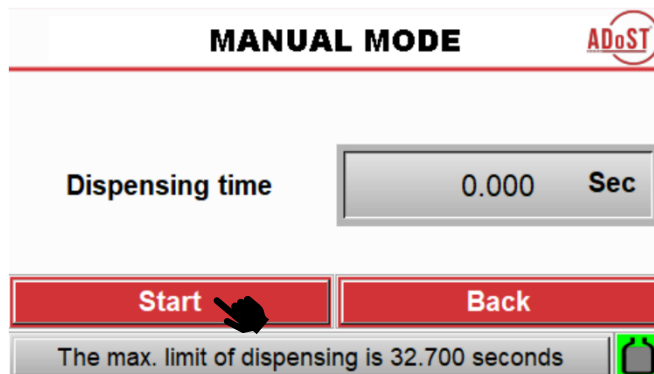 MANUAL MODE
ADoST
Dispensing time
0.000 Sec
Start
Back
The max. limit of dispensing is 32.700 seconds